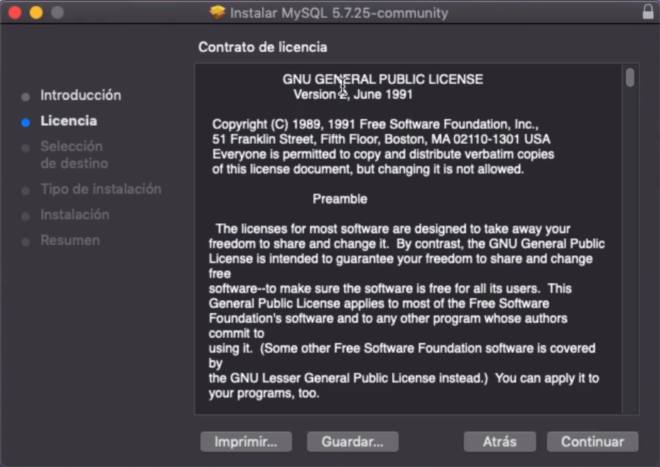 Instalar MySQL 5.7.25-community
Contrato de licencia
Introducción
Licencia
Selección
de destino
Tipo de instalación
Instalación
Resumen
GNU GENERAL PUBLIC LICENSE
Version 2, June 1991
Copyright (C) 1989, 1991 Free Software Foundation, Inc.,
51 Franklin Street, Fifth Floor, Boston, MA 02110-1301 USA
Everyone is permitted to copy and distribute verbatim copies
of this license document, but changing it is not allowed.
Preamble
The licenses for most software are designed to take away your
freedom to share and change it.  By contrast, the GNU General Public
License is intended to guarantee your freedom to share and change
free
software--to make sure the software is free for all its users.  This
General Public License applies to most of the Free Software
Foundation's software and to any other program whose authors
commit to
using it.  (Some other Free Software Foundation software is covered
by
the GNU Lesser General Public License instead.)  You can apply it to
your programs, too.
Imprimir...
Guardar...
Atrás
Continuar